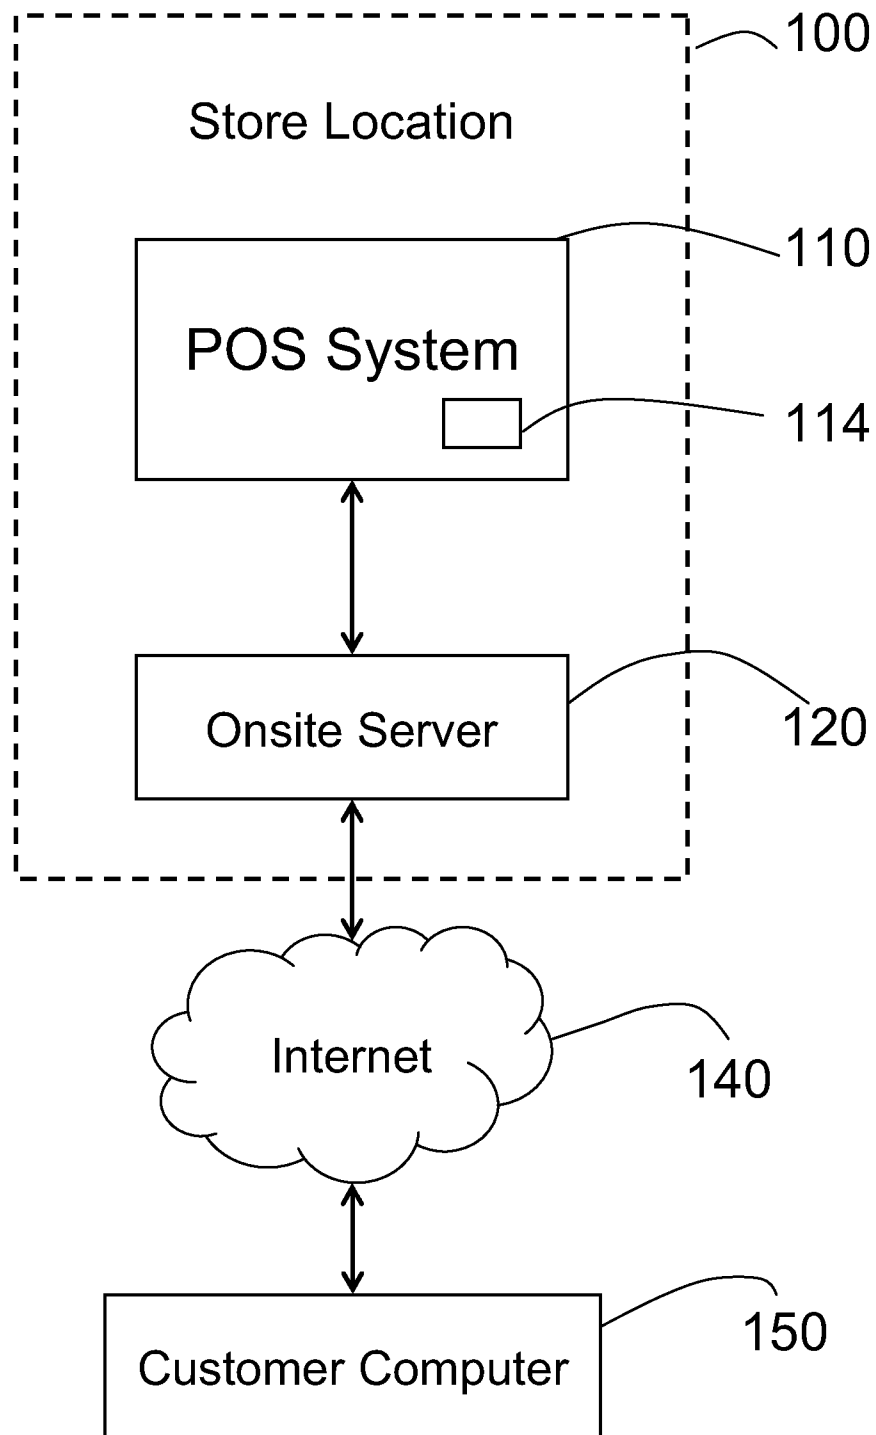 100
Store Location
110
POS System
114
Onsite Server
120
Internet
140
150
Customer Computer